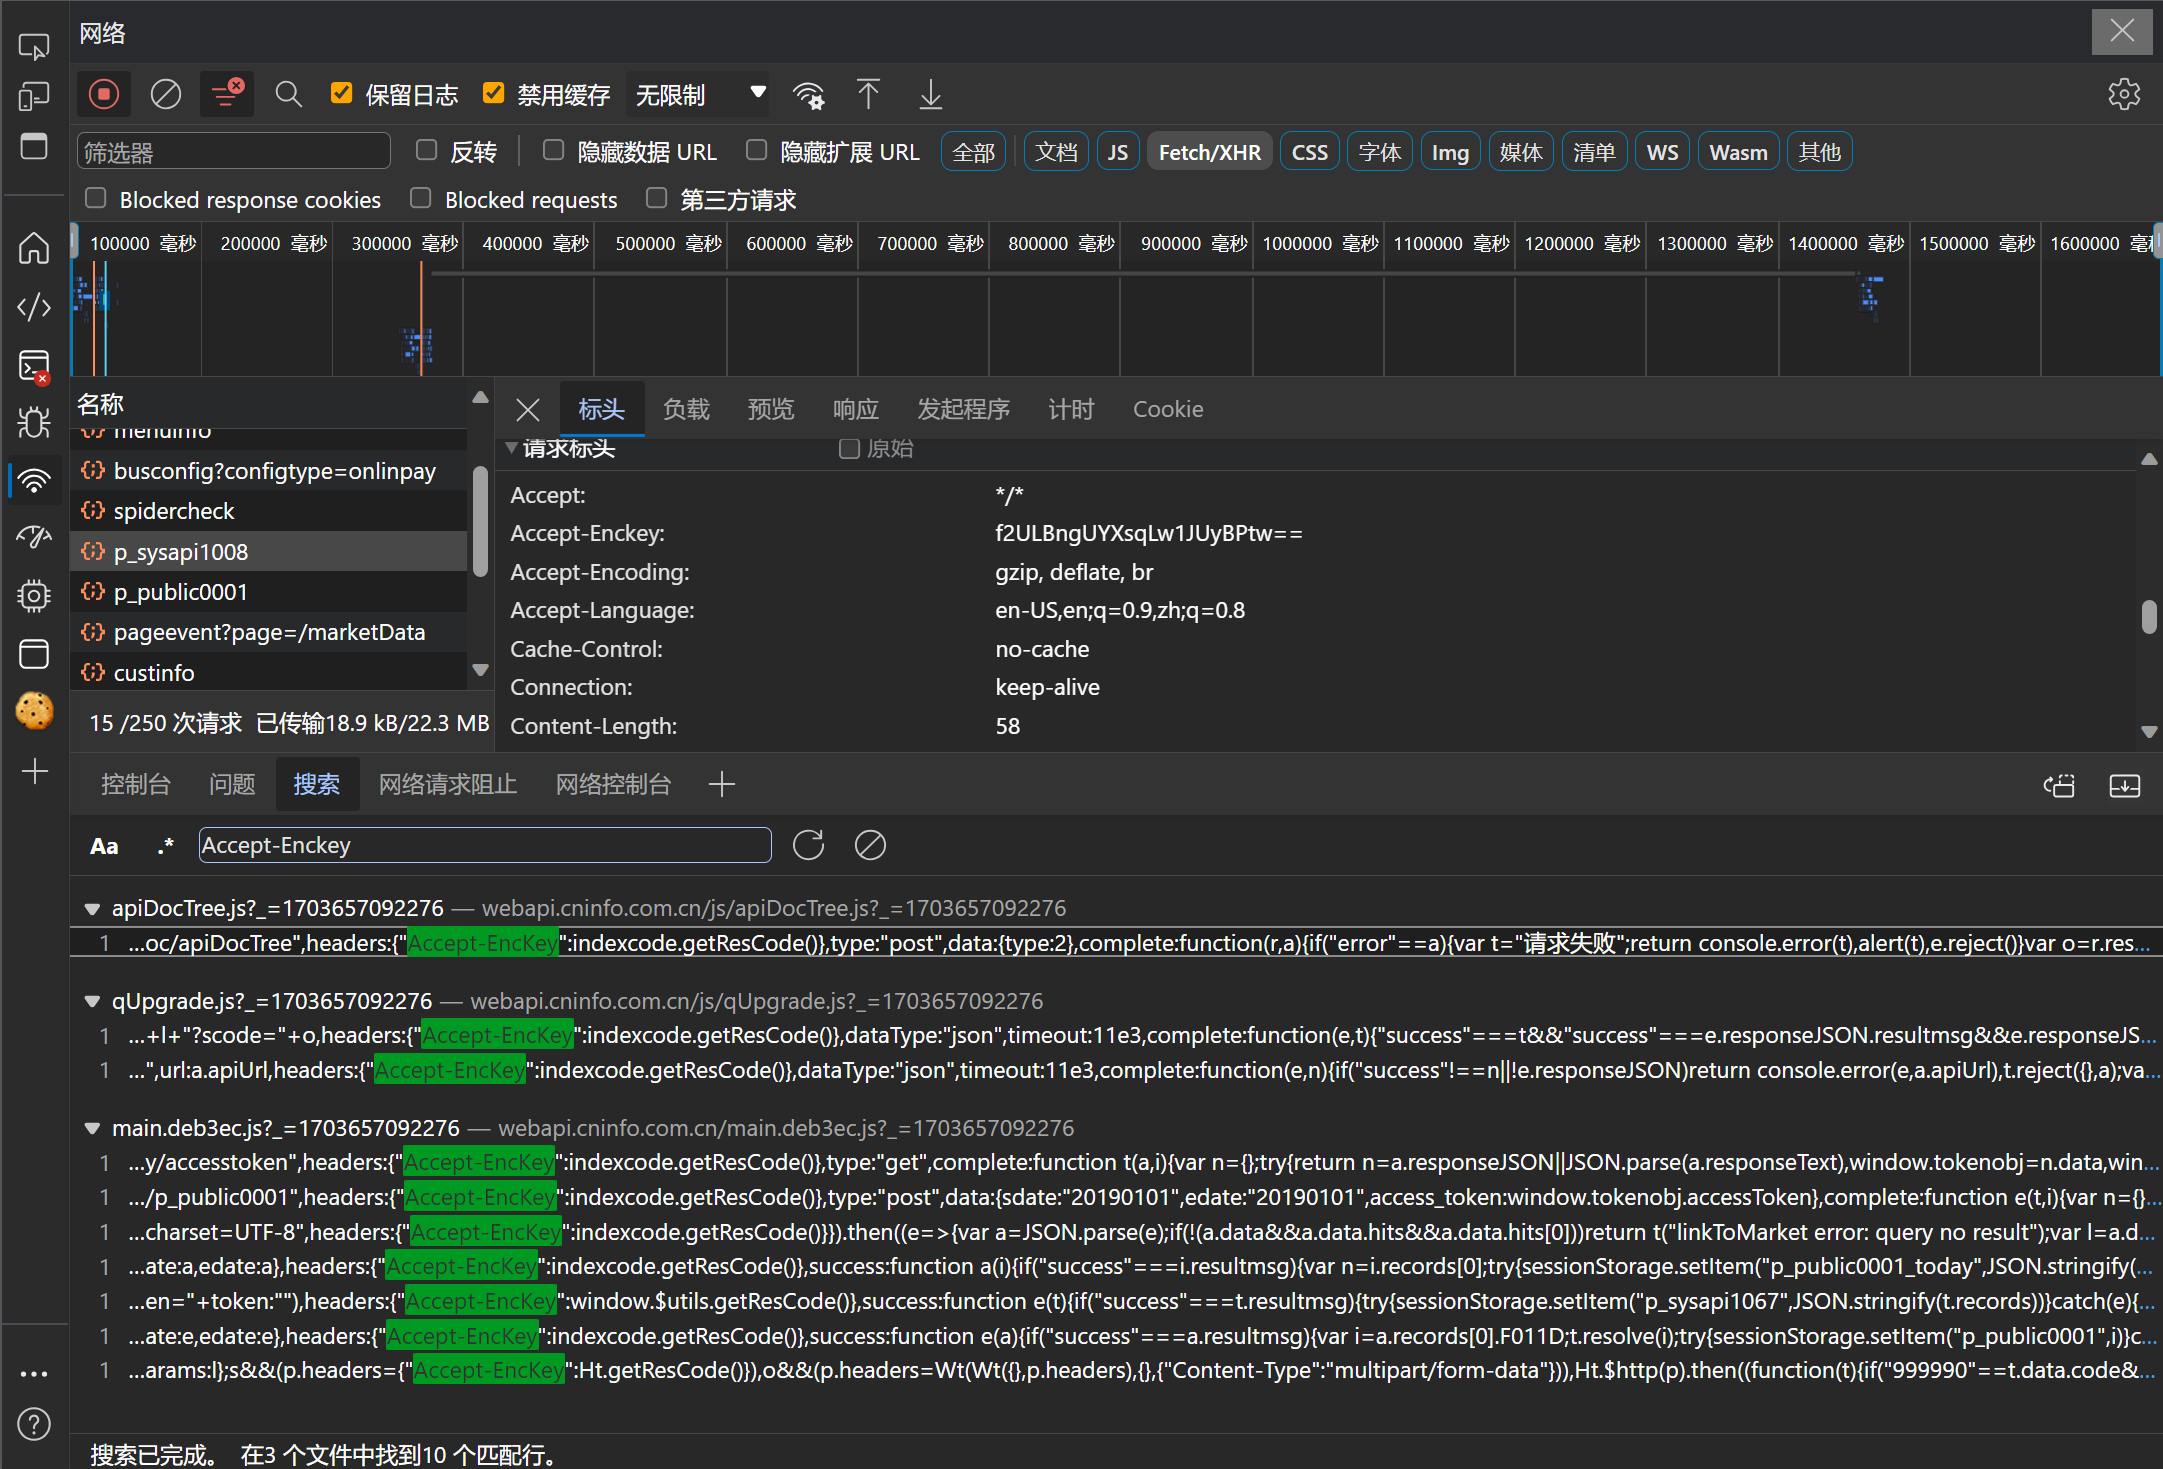 网络
保留日志 禁用缓存 无限制
筛选器 反转 隐藏数据 URL 隐藏扩展 URL 全部 文档 JS Fetch/XHR CSS 字体 Img 媒体 清单 WS Wasm 其他
Blocked response cookies Blocked requests 第三方请求
100000 毫秒 200000 毫秒 300000 毫秒 400000 毫秒 500000 毫秒 600000 毫秒 700000 毫秒 800000 毫秒 900000 毫秒 1000000 毫秒 1100000 毫秒 1200000 毫秒 1300000 毫秒 1400000 毫秒 1500000 毫秒 1600000 毫
名称
menuinfo
busconfig?configtype=onlinpay
spidercheck
p_sysapi1008
p_public0001
pageevent?page=/marketData
custinfo
15 /250 次请求 已传输18.9 kB/22.3 MB
标头 负载 预览 响应 发起程序 计时 Cookie
请求标头 原始
Accept: */*
Accept-Enckey: f2ULBngUYXsqLw1JUyBPtw==
Accept-Encoding: gzip, deflate, br
Accept-Language: en-US,en;q=0.9,zh;q=0.8
Cache-Control: no-cache
Connection: keep-alive
Content-Length: 58
控制台 问题 搜索 网络请求阻止 网络控制台
Aa .* Accept-Enckey
apiDocTree.js?_=1703657092276 — webapi.cninfo.com.cn/js/apiDocTree.js?_=1703657092276
1 …oc/apiDocTree",headers:{"Accept-EncKey":indexcode.getResCode()},type:"post",data:{type:2},complete:function(r,a){if("error"==a){var t="请求失败";return console.error(t),alert(t),e.reject()}var o=r.res…
qUpgrade.js?_=1703657092276 — webapi.cninfo.com.cn/js/qUpgrade.js?_=1703657092276
1 …+l+"?scode="+o,headers:{"Accept-EncKey":indexcode.getResCode()},dataType:"json",timeout:11e3,complete:function(e,t){"success"===t&&"success"===e.responseJSON.resultmsg&&e.responseJS…
1 …",url:a.apiUrl,headers:{"Accept-EncKey":indexcode.getResCode()},dataType:"json",timeout:11e3,complete:function(e,n){if("success"!==n||!e.responseJSON)return console.error(e,a.apiUrl),t.reject({},a);va…
main.deb3ec.js?_=1703657092276 — webapi.cninfo.com.cn/main.deb3ec.js?_=1703657092276
1 …y/accesstoken",headers:{"Accept-EncKey":indexcode.getResCode()},type:"get",complete:function t(a,i){var n={};try{return n=a.responseJSON||JSON.parse(a.responseText),window.tokenobj=n.data,win…
1 …/p_public0001",headers:{"Accept-EncKey":indexcode.getResCode()},type:"post",data:{sdate:"20190101",edate:"20190101",access_token:window.tokenobj.accessToken},complete:function e(t,i){var n={}…
1 …charset=UTF-8",headers:{"Accept-EncKey":indexcode.getResCode()}}).then((e=>{var a=JSON.parse(e);if(!(a.data&&a.data.hits&&a.data.hits[0]))return t("linkToMarket error: query no result");var l=a.d…
1 …ate:a,edate:a},headers:{"Accept-EncKey":indexcode.getResCode()},success:function a(i){if("success"===i.resultmsg){var n=i.records[0];try{sessionStorage.setItem("p_public0001_today",JSON.stringify(…
1 …en="+token:""),headers:{"Accept-EncKey":window.$utils.getResCode()},success:function e(t){if("success"===t.resultmsg){try{sessionStorage.setItem("p_sysapi1067",JSON.stringify(t.records))}catch(e){…
1 …ate:e,edate:e},headers:{"Accept-EncKey":indexcode.getResCode()},success:function e(a){if("success"===a.resultmsg){var i=a.records[0].F011D;t.resolve(i);try{sessionStorage.setItem("p_public0001",i)}c…
1 …arams:l};s&&(p.headers={"Accept-EncKey":Ht.getResCode()}),o&&(p.headers=Wt(Wt({},p.headers),{},{"Content-Type":"multipart/form-data"})),Ht.$http(p).then((function(t){if("999990"==t.data.code&…
搜索已完成。 在3 个文件中找到10 个匹配行。